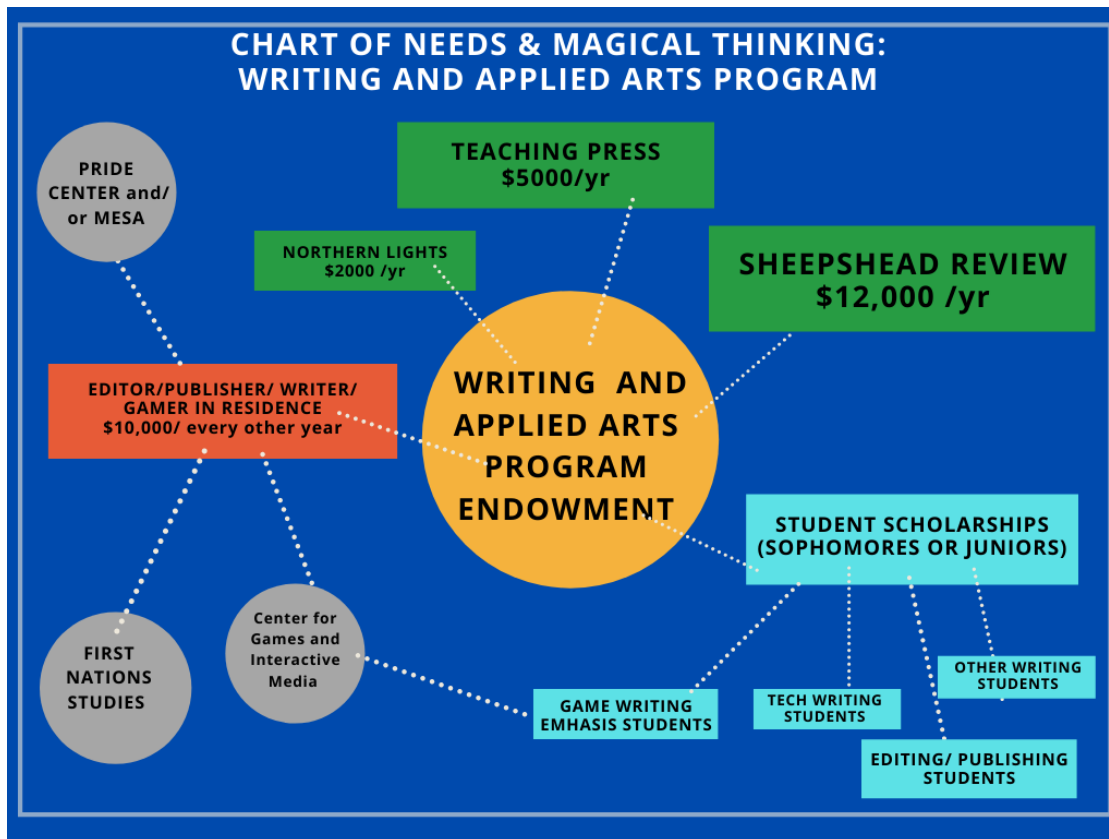 CHART OF NEEDS & MAGICAL THINKING:
WRITING AND APPLIED ARTS PROGRAM
PRIDE
CENTER and/
or MESA
TEACHING PRESS
$5000/yr
NORTHERN LIGHTS
$2000 /yr
SHEEPSHEAD REVIEW
$12,000 /yr
EDITOR/PUBLISHER/ WRITER/
GAMER IN RESIDENCE
$10,000/ every other year
WRITING AND
APPLIED ARTS
PROGRAM
ENDOWMENT
STUDENT SCHOLARSHIPS
(SOPHOMORES OR JUNIORS)
FIRST
NATIONS
STUDIES
Center for
Games and
Interactive
Media
GAME WRITING
EMHASIS STUDENTS
TECH WRITING
STUDENTS
OTHER WRITING
STUDENTS
EDITING/ PUBLISHING
STUDENTS